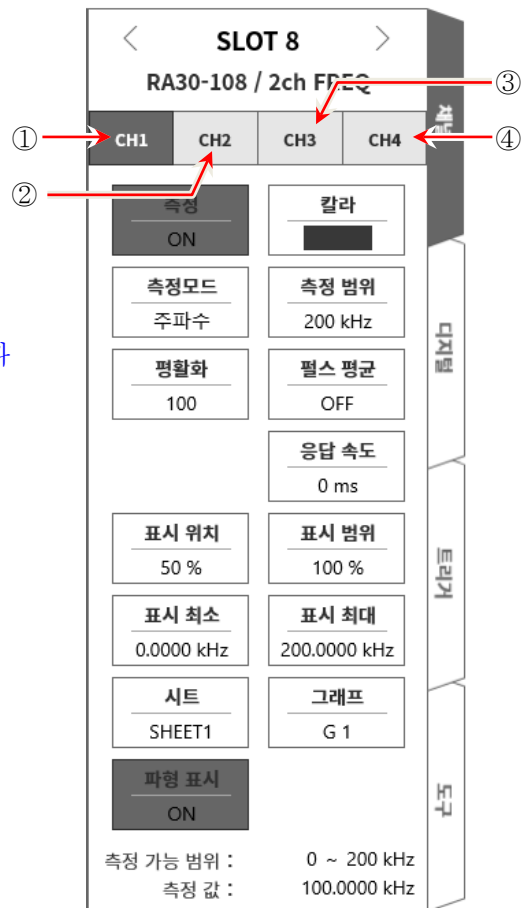 < SLOT 8 >
RA30-108 / 2ch FREQ
③
① CH1 CH2 CH3 CH4 ④
②
채널
측정 칼라
ON
측정모드 측정 범위
주파수 200 kHz
디지털
평활화 펄스 평균
100 OFF
응답 속도
0 ms
표시 위치 표시 범위
50 % 100 %
트리거
표시 최소 표시 최대
0.0000 kHz 200.0000 kHz
시트 그래프
SHEET1 G 1
파형 표시
ON
도구
측정 가능 범위 : 0 ~ 200 kHz
측정 값 : 100.0000 kHz